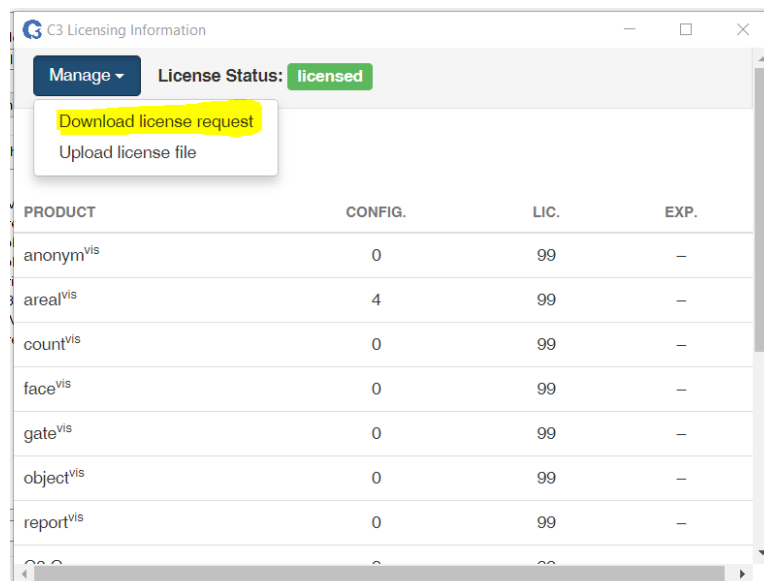 C3 Licensing Information
Manage License Status: licensed
Download license request
Upload license file
PRODUCT CONFIG. LIC. EXP.
anonymvis 0 99 –
arealvis 4 99 –
countvis 0 99 –
facevis 0 99 –
gatevis 0 99 –
objectvis 0 99 –
reportvis 0 99 –